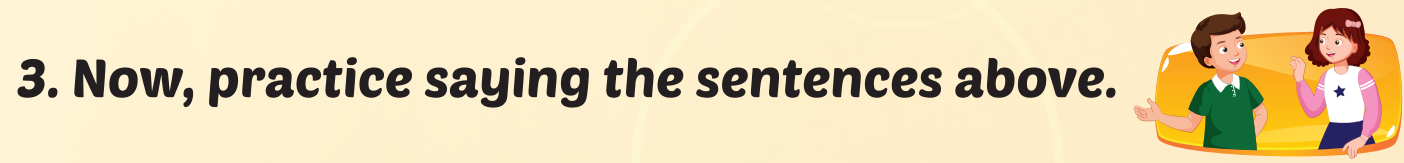 3. Now, practice saying the sentences above.